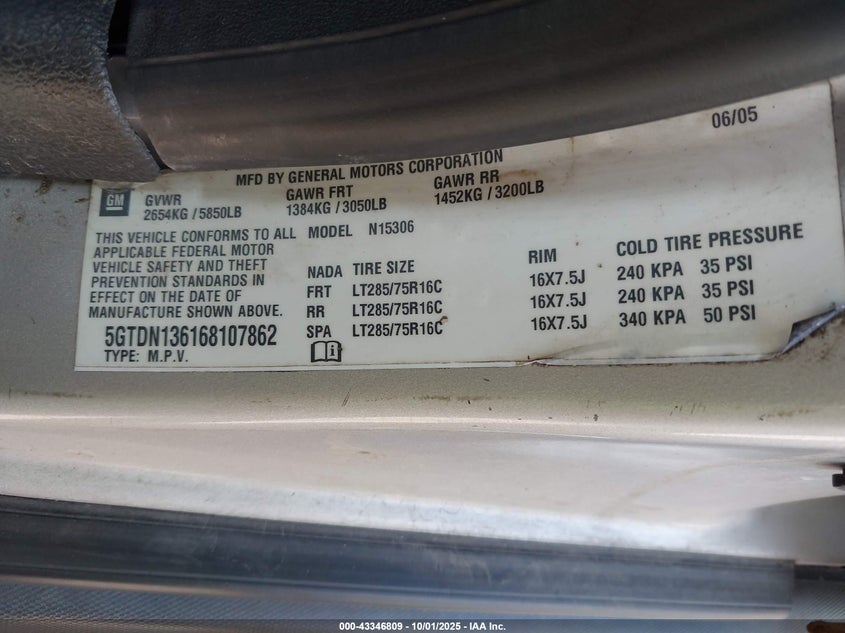 06/05
MFD BY GENERAL MOTORS CORPORATION
GM GVWR GAWR FRT GAWR RR
2654KG / 5850LB 1384KG / 3050LB 1452KG / 3200LB
THIS VEHICLE CONFORMS TO ALL
APPLICABLE FEDERAL MOTOR
VEHICLE SAFETY AND THEFT
PREVENTION STANDARDS IN
EFFECT ON THE DATE OF
MANUFACTURE SHOWN ABOVE.
5GTDN136168107862
TYPE: M.P.V.
MODEL N15306
NADA TIRE SIZE RIM COLD TIRE PRESSURE
FRT LT285/75R16C 16X7.5J 240 KPA 35 PSI
RR LT285/75R16C 16X7.5J 240 KPA 35 PSI
SPA LT285/75R16C 16X7.5J 340 KPA 50 PSI
000-43346809 - 10/01/2025 - IAA Inc.